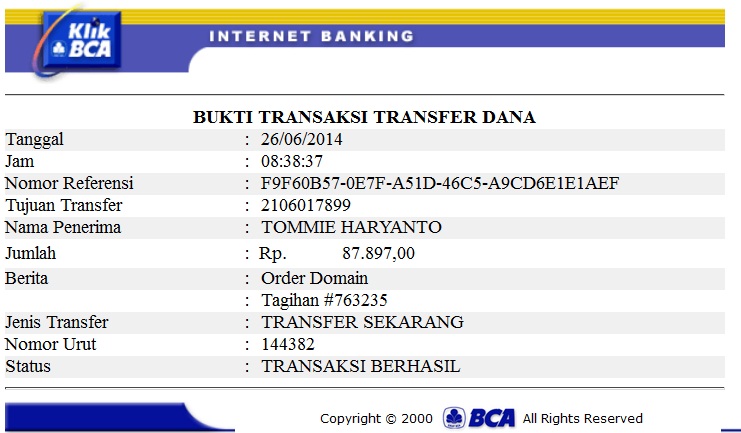 Klik
BCA
INTERNET BANKING
BUKTI TRANSAKSI TRANSFER DANA
Tanggal : 26/06/2014
Jam : 08:38:37
Nomor Referensi : F9F60B57-0E7F-A51D-46C5-A9CD6E1E1AEF
Tujuan Transfer : 2106017899
Nama Penerima : TOMMIE HARYANTO
Jumlah : Rp. 87.897,00
Berita : Order Domain
: Tagihan #763235
Jenis Transfer : TRANSFER SEKARANG
Nomor Urut : 144382
Status : TRANSAKSI BERHASIL
Copyright © 2000 BCA All Rights Reserved